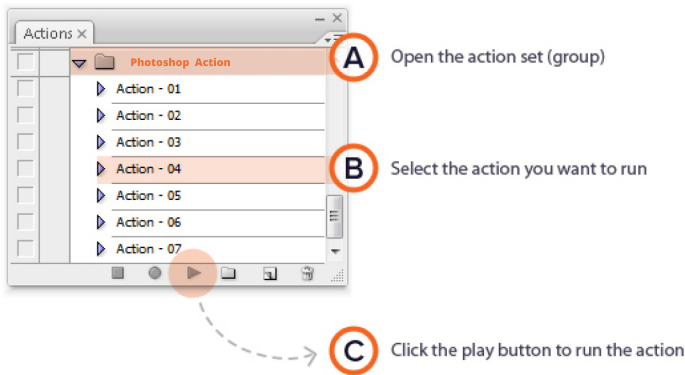 Actions ×
Photoshop Action
A Open the action set (group)
Action - 01
Action - 02
Action - 03
Action - 04
B Select the action you want to run
Action - 05
Action - 06
Action - 07
C Click the play button to run the action